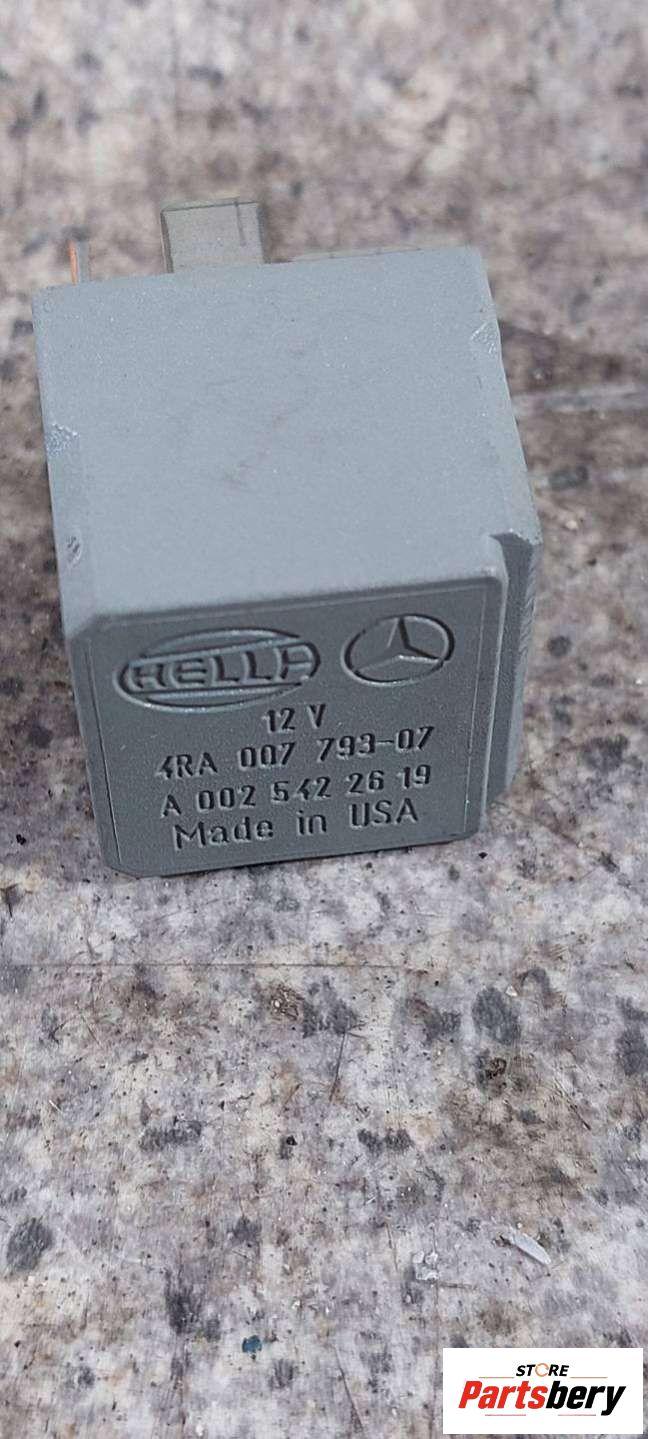 HELLA
12 V
4RA 007 793-07
A 002 542 26 19
Made in USA
STORE
Partsbery